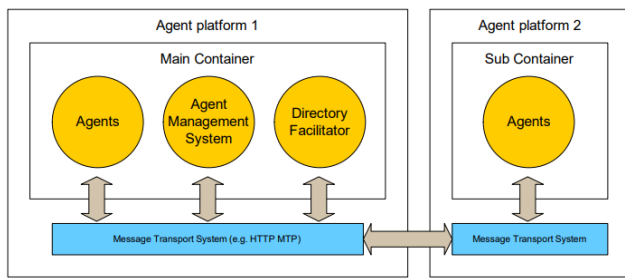 Agent platform 1
Agent platform 2
Main Container
Sub Container
Agents
Agent
Management
System
Directory
Facilitator
Agents
Message Transport System (e.g. HTTP MTP)
Message Transport System